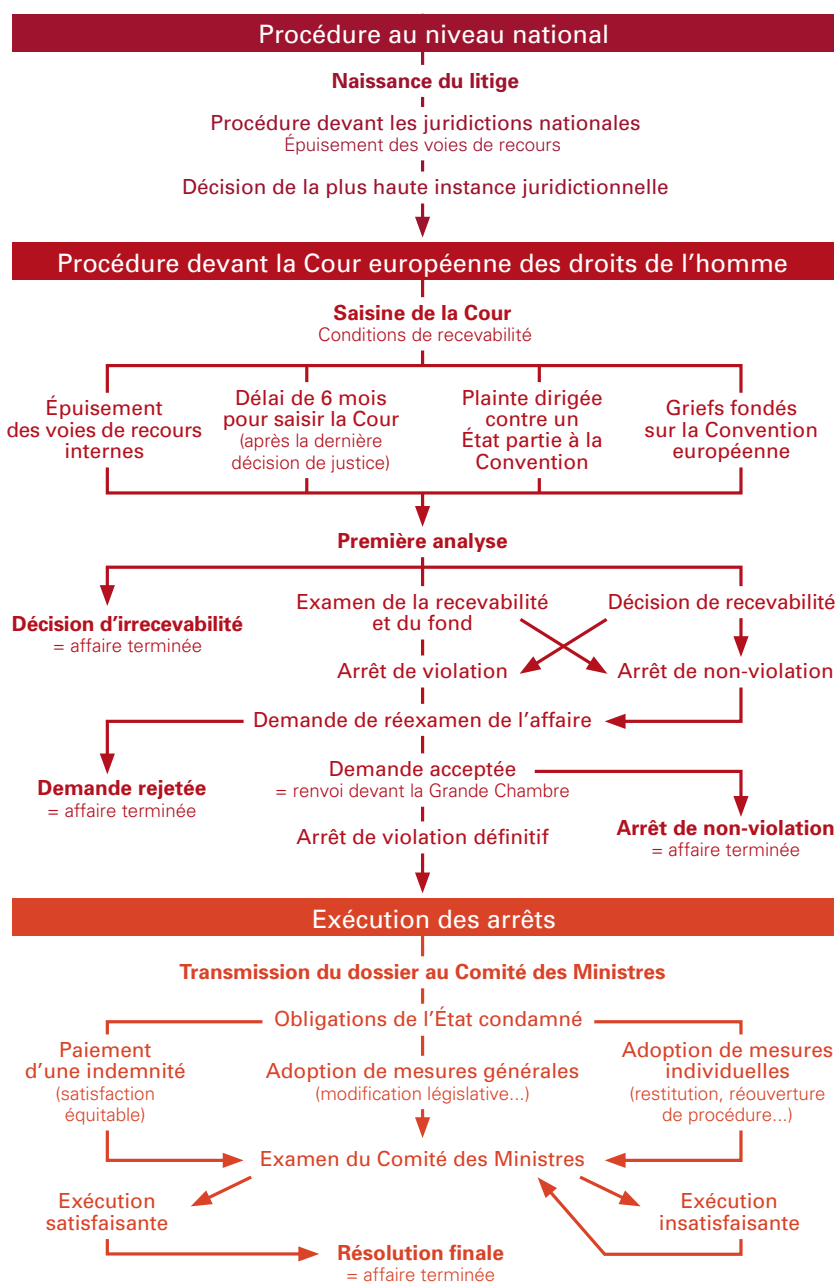 Procédure au niveau national
Naissance du litige
Procédure devant les juridictions nationales
Épuisement des voies de recours
Décision de la plus haute instance juridictionnelle
Procédure devant la Cour européenne des droits de l’homme
Saisine de la Cour
Conditions de recevabilité
Épuisement
des voies de recours
internes
Délai de 6 mois
pour saisir la Cour
(après la dernière
décision de justice)
Plainte dirigée
contre un
État partie à la
Convention
Griefs fondés
sur la Convention
européenne
Première analyse
Décision d’irrecevabilité
= affaire terminée
Examen de la recevabilité
et du fond
Décision de recevabilité
Arrêt de violation
Arrêt de non-violation
Demande de réexamen de l’affaire
Demande rejetée
= affaire terminée
Demande acceptée
= renvoi devant la Grande Chambre
Arrêt de violation définitif
Arrêt de non-violation
= affaire terminée
Exécution des arrêts
Transmission du dossier au Comité des Ministres
Obligations de l’État condamné
Paiement
d’une indemnité
(satisfaction
équitable)
Adoption de mesures générales
(modification législative...)
Adoption de mesures
individuelles
(restitution, réouverture
de procédure...)
Examen du Comité des Ministres
Exécution
satisfaisante
Exécution
insatisfaisante
Résolution finale
= affaire terminée